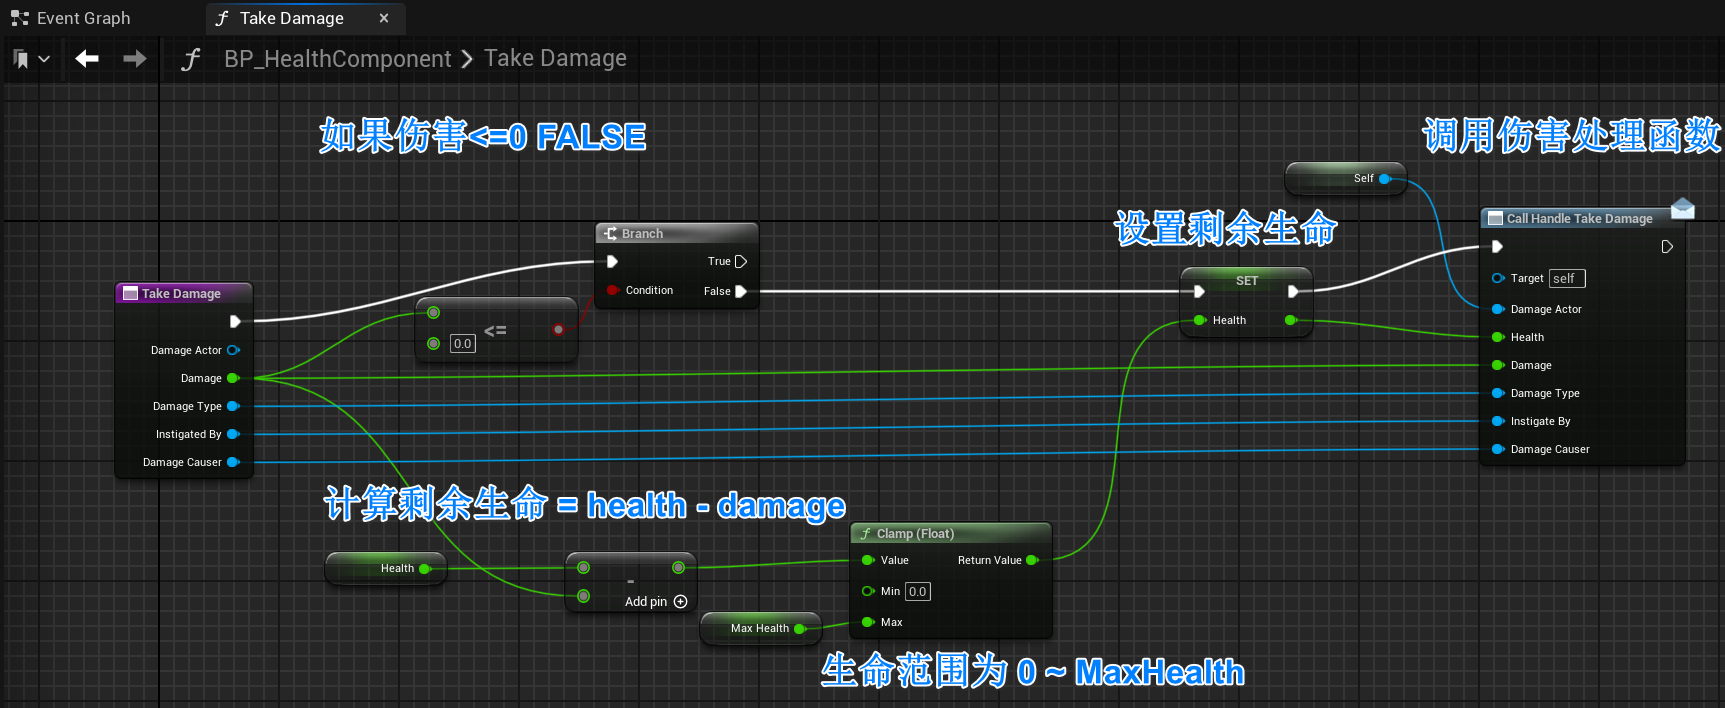 Event Graph
Take Damage
BP_HealthComponent > Take Damage
如果伤害<=0 FALSE
调用伤害处理函数
Self
设置剩余生命
Call Handle Take Damage
Target self
Damage Actor
Health
Damage
Damage Type
Instigate By
Damage Causer
SET
Health
Branch
True
Condition
False
<=
0.0
Take Damage
Damage Actor
Damage
Damage Type
Instigated By
Damage Causer
计算剩余生命 = health - damage
Health
-
Add pin
Max Health
Clamp (Float)
Value
Return Value
Min 0.0
Max
生命范围为 0 ~ MaxHealth